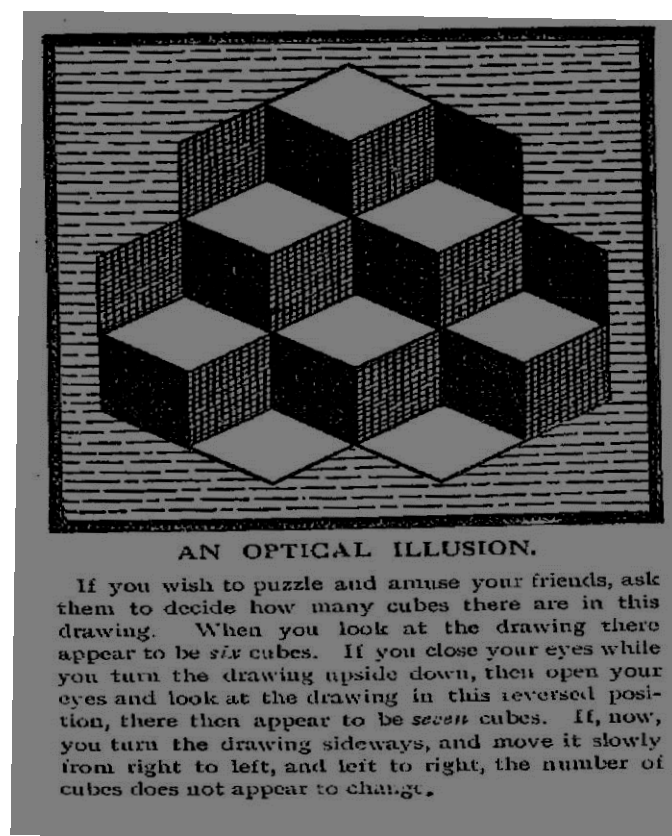 AN OPTICAL ILLUSION.
If you wish to puzzle and amuse your friends, ask
them to decide how many cubes there are in this
drawing. When you look at the drawing there
appear to be six cubes. If you close your eyes while
you turn the drawing upside down, then open your
eyes and look at the drawing in this reversed posi-
tion, there then appear to be seven cubes. If, now,
you turn the drawing sideways, and move it slowly
from right to left, and left to right, the number of
cubes does not appear to change.